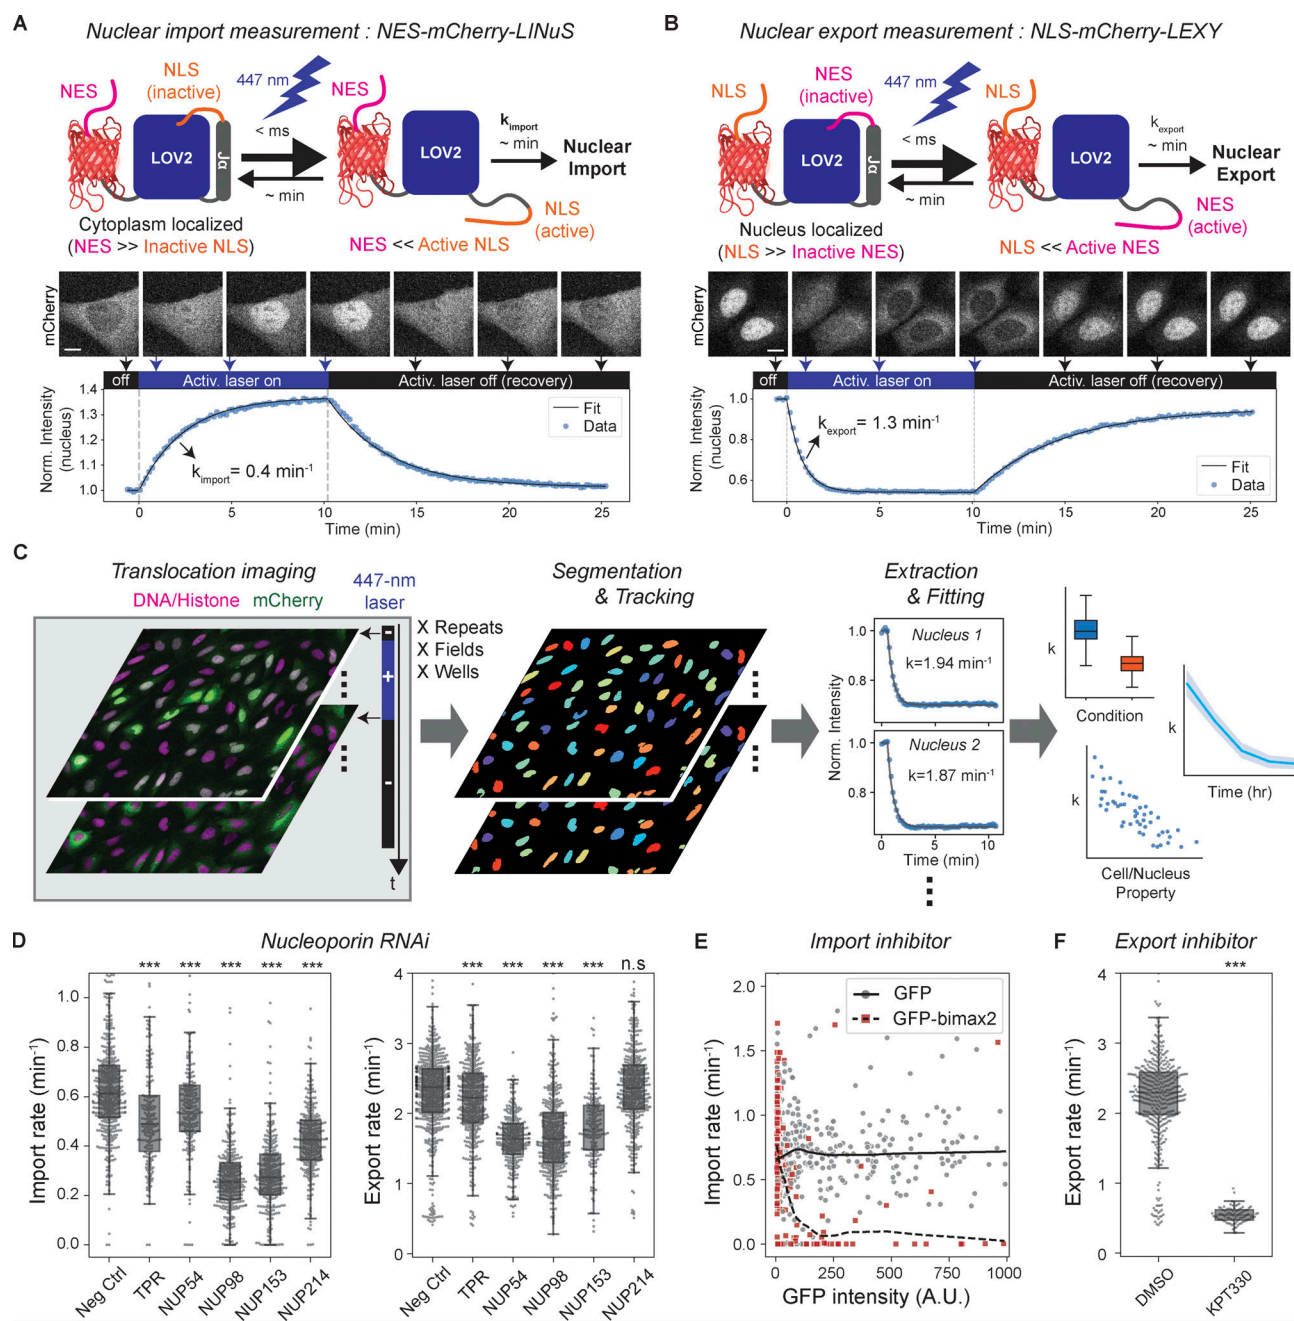 A
Nuclear import measurement : NES-mCherry-LINuS
NES
NLS
(inactive)
447 nm
LOV2
Jα
< ms
~ min
LOV2
k import
~ min
Nuclear
Import
NLS
(active)
Cytoplasm localized
(NES >> Inactive NLS)
NES << Active NLS
mCherry
off
Activ. laser on
Activ. laser off (recovery)
Norm. Intensity
(nucleus)
1.4
1.3
1.2
1.1
1.0
k import = 0.4 min-1
Fit
Data
0
5
10
15
20
25
Time (min)
B
Nuclear export measurement : NLS-mCherry-LEXY
NLS
NES
(inactive)
447 nm
LOV2
Jα
< ms
~ min
LOV2
k export
~ min
Nuclear
Export
NES
(active)
Nucleus localized
(NLS >> Inactive NES)
NLS << Active NES
mCherry
off
Activ. laser on
Activ. laser off (recovery)
Norm. Intensity
(nucleus)
1.0
0.8
0.6
k export = 1.3 min-1
Fit
Data
0
5
10
15
20
25
Time (min)
C
Translocation imaging
DNA/Histone mCherry
447-nm
laser
-
+
-
t
X Repeats
X Fields
X Wells
Segmentation
& Tracking
Extraction
& Fitting
Norm. Intensity
1.0
0.8
Nucleus 1
k=1.94 min-1
1.0
0.8
Nucleus 2
k=1.87 min-1
0
5
10
Time (min)
k
Condition
k
Time (hr)
k
Cell/Nucleus
Property
D
Nucleoporin RNAi
*** *** *** *** ***
Import rate (min-1)
1.0
0.8
0.6
0.4
0.2
0.0
Neg Ctrl
TPR
NUP54
NUP98
NUP153
NUP214
*** *** *** *** n.s
Export rate (min-1)
4
3
2
1
0
Neg Ctrl
TPR
NUP54
NUP98
NUP153
NUP214
E
Import inhibitor
Import rate (min-1)
2.0
1.5
1.0
0.5
0.0
GFP
GFP-bimax2
0
250
500
750
1000
GFP intensity (A.U.)
F
Export inhibitor
***
Export rate (min-1)
4
3
2
1
0
DMSO
KPT330